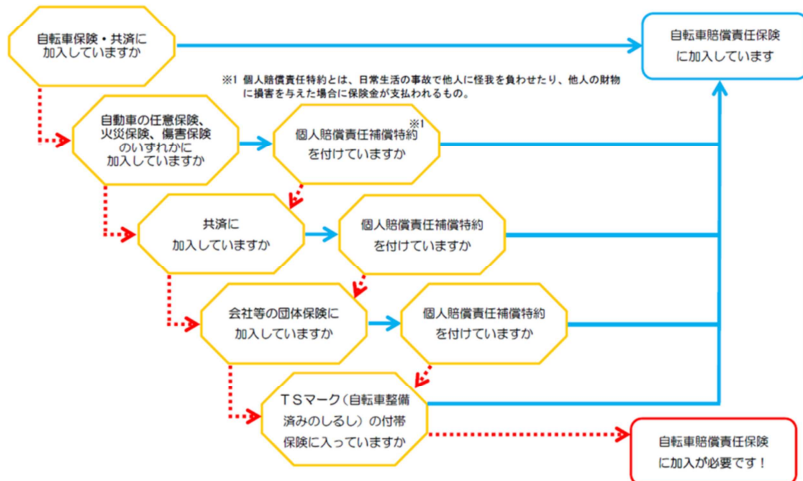 自転車保険・共済に
加入していますか
自転車賠償責任保険
に加入しています
※1 個人賠償責任特約とは、日常生活の事故で他人に怪我を負わせたり、他人の財物
に損害を与えた場合に保険金が支払われるもの。
自動車の任意保険、
火災保険、傷害保険
のいずれかに
加入していますか
個人賠償責任補償特約※1
を付けていますか
共済に
加入していますか
個人賠償責任補償特約
を付けていますか
会社等の団体保険に
加入していますか
個人賠償責任補償特約
を付けていますか
TSマーク(自転車整備
済みのしるし)の付帯
保険に入っていますか
自転車賠償責任保険
に加入が必要です!